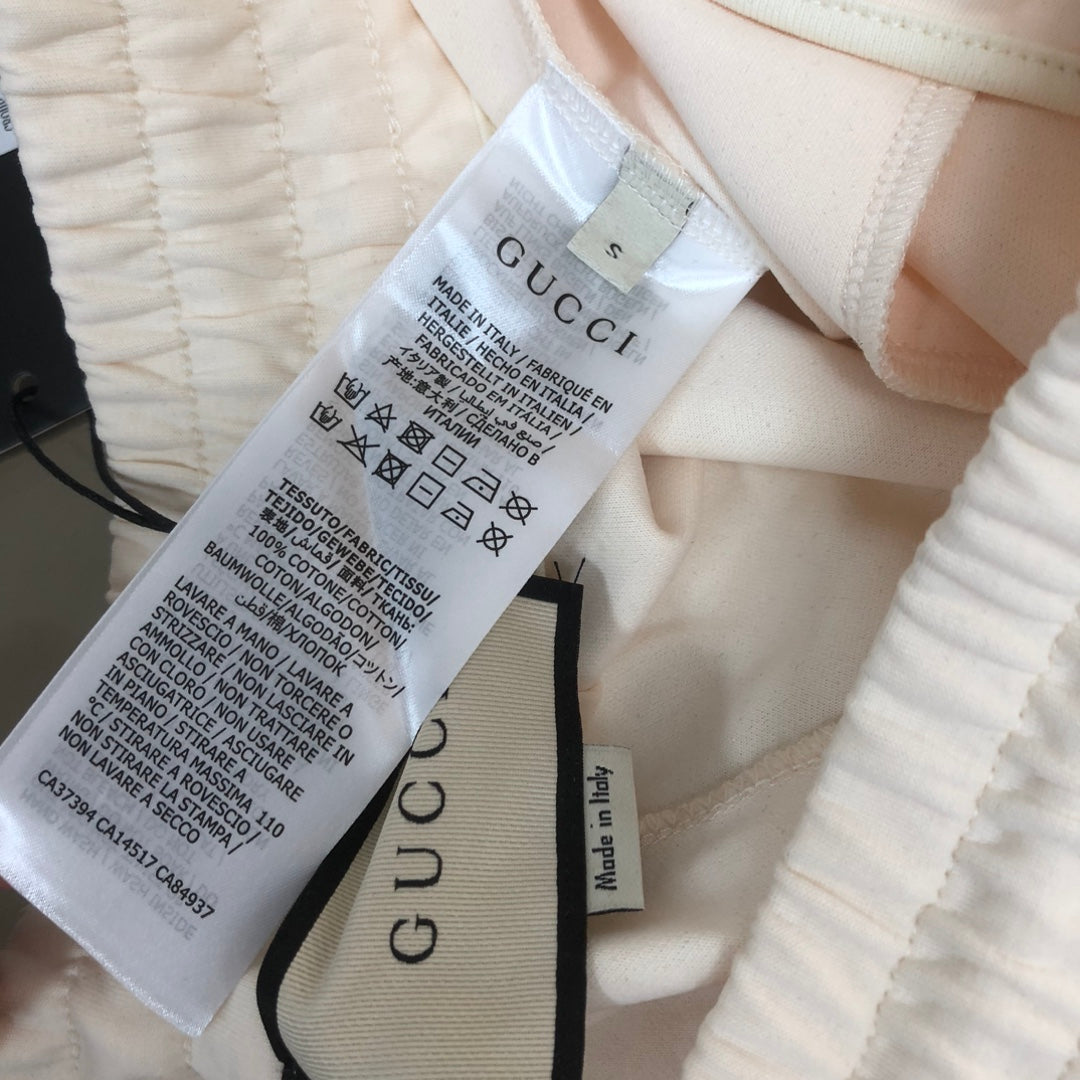 S
GUCCI
MADE IN ITALY / FABRIQUÉ EN
ITALIE / HECHO EN ITALIA /
HERGESTELLT IN ITALIEN /
FABRICADO EM ITÁLIA /
イタリア製 / صنع في إيطاليا /
产地:意大利 / СДЕЛАНО В
ИТАЛИИ
TESSUTO/FABRIC/TISSU/
TEJIDO/GEWEBE/TECIDO/
表地/قماش/面料/ТКАНЬ:
100% COTONE/COTTON/
COTON/ALGODON/
BAUMWOLLE/ALGODÃO/コットン/
قطن/棉/ХЛОПОК
LAVARE A MANO / LAVARE A
ROVESCIO / NON TORCERE O
STRIZZARE / NON LASCIARE IN
AMMOLLO / NON TRATTARE
CON CLORO / NON USARE
ASCIUGATRICE / ASCIUGARE
IN PIANO / STIRARE A
TEMPERATURA MASSIMA 110
°C / STIRARE A ROVESCIO /
NON STIRARE LA STAMPA /
NON LAVARE A SECCO
CA37394 CA14517 CA84937
GUCC
Made in Italy